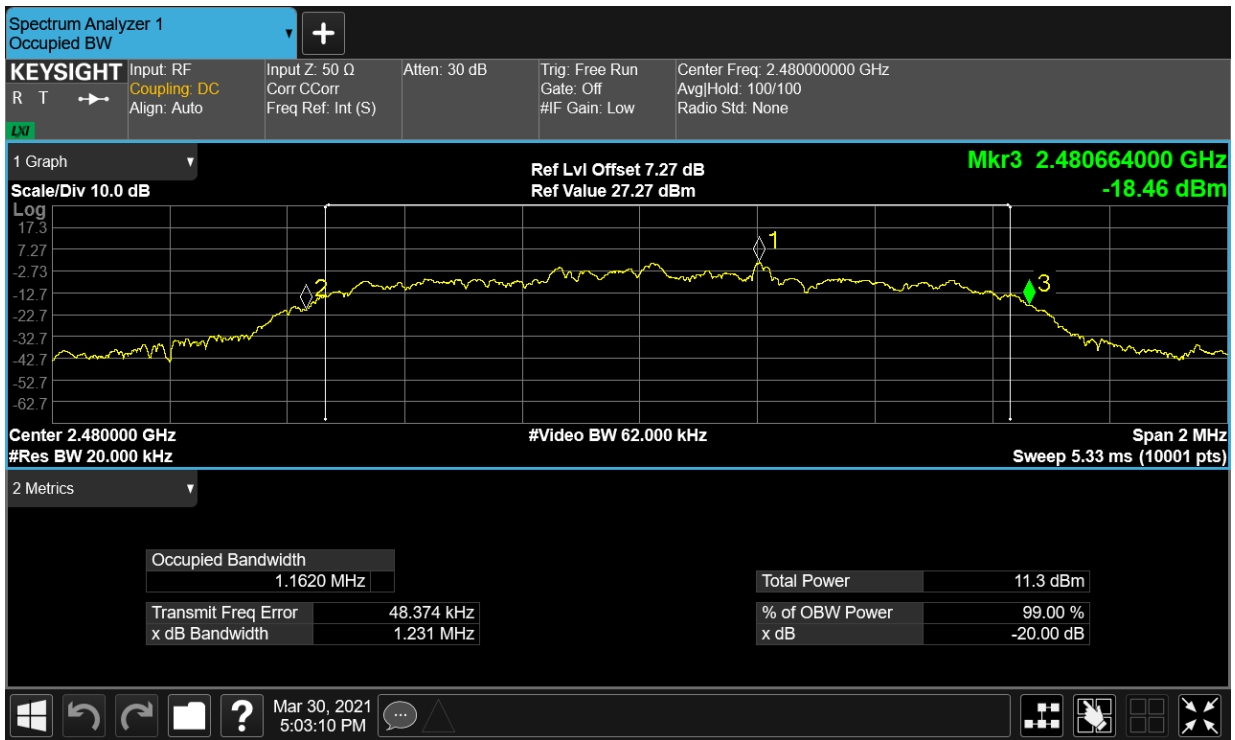 Spectrum Analyzer 1
Occupied BW
KEYSIGHT
R T
LXI
Input: RF
Coupling: DC
Align: Auto
Input Z: 50 Ω
Corr CCorr
Freq Ref: Int (S)
Atten: 30 dB
Trig: Free Run
Gate: Off
#IF Gain: Low
Center Freq: 2.480000000 GHz
Avg|Hold: 100/100
Radio Std: None
1 Graph
Scale/Div 10.0 dB
Ref Lvl Offset 7.27 dB
Ref Value 27.27 dBm
Mkr3 2.480664000 GHz
-18.46 dBm
Log
17.3
7.27
-2.73
-12.7
-22.7
-32.7
-42.7
-52.7
-62.7
1
2
3
Center 2.480000 GHz
#Video BW 62.000 kHz
Span 2 MHz
#Res BW 20.000 kHz
Sweep 5.33 ms (10001 pts)
2 Metrics
Occupied Bandwidth
1.1620 MHz
Total Power 11.3 dBm
Transmit Freq Error 48.374 kHz
% of OBW Power 99.00 %
x dB Bandwidth 1.231 MHz
x dB -20.00 dB
?
Mar 30, 2021
5:03:10 PM